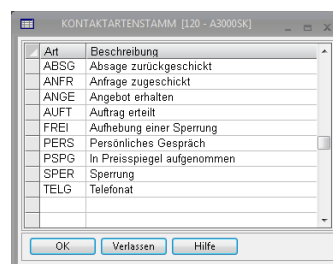 KONTAKTARTENSTAMM [120 - A3000SK]
Art Beschreibung
ABSG Absage zurückgeschickt
ANFR Anfrage zugeschickt
ANGE Angebot erhalten
AUFT Auftrag erteilt
FREI Aufhebung einer Sperrung
PERS Persönliches Gespräch
PSPG In Preisspiegel aufgenommen
SPER Sperrung
TELG Telefonat
OK Verlassen Hilfe